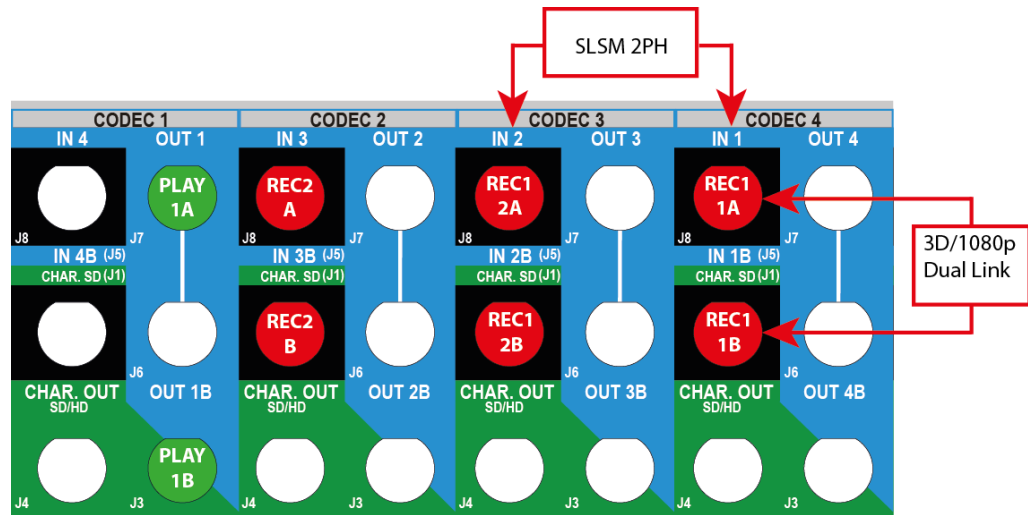 SLSM 2PH
CODEC 1
CODEC 2
CODEC 3
CODEC 4
IN 4
OUT 1
IN 3
OUT 2
IN 2
OUT 3
IN 1
OUT 4
PLAY
1A
REC2
A
REC1
2A
REC1
1A
J8
J7
J8
J7
J8
J7
J8
J7
3D/1080p
Dual Link
IN 4B (J5)
IN 3B (J5)
IN 2B (J5)
IN 1B (J5)
CHAR. SD (J1)
CHAR. SD (J1)
CHAR. SD (J1)
CHAR. SD (J1)
REC2
B
REC1
2B
REC1
1B
J6
J6
J6
J6
CHAR. OUT
SD/HD
OUT 1B
CHAR. OUT
SD/HD
OUT 2B
CHAR. OUT
SD/HD
OUT 3B
CHAR. OUT
SD/HD
OUT 4B
PLAY
1B
J4
J3
J4
J3
J4
J3
J4
J3